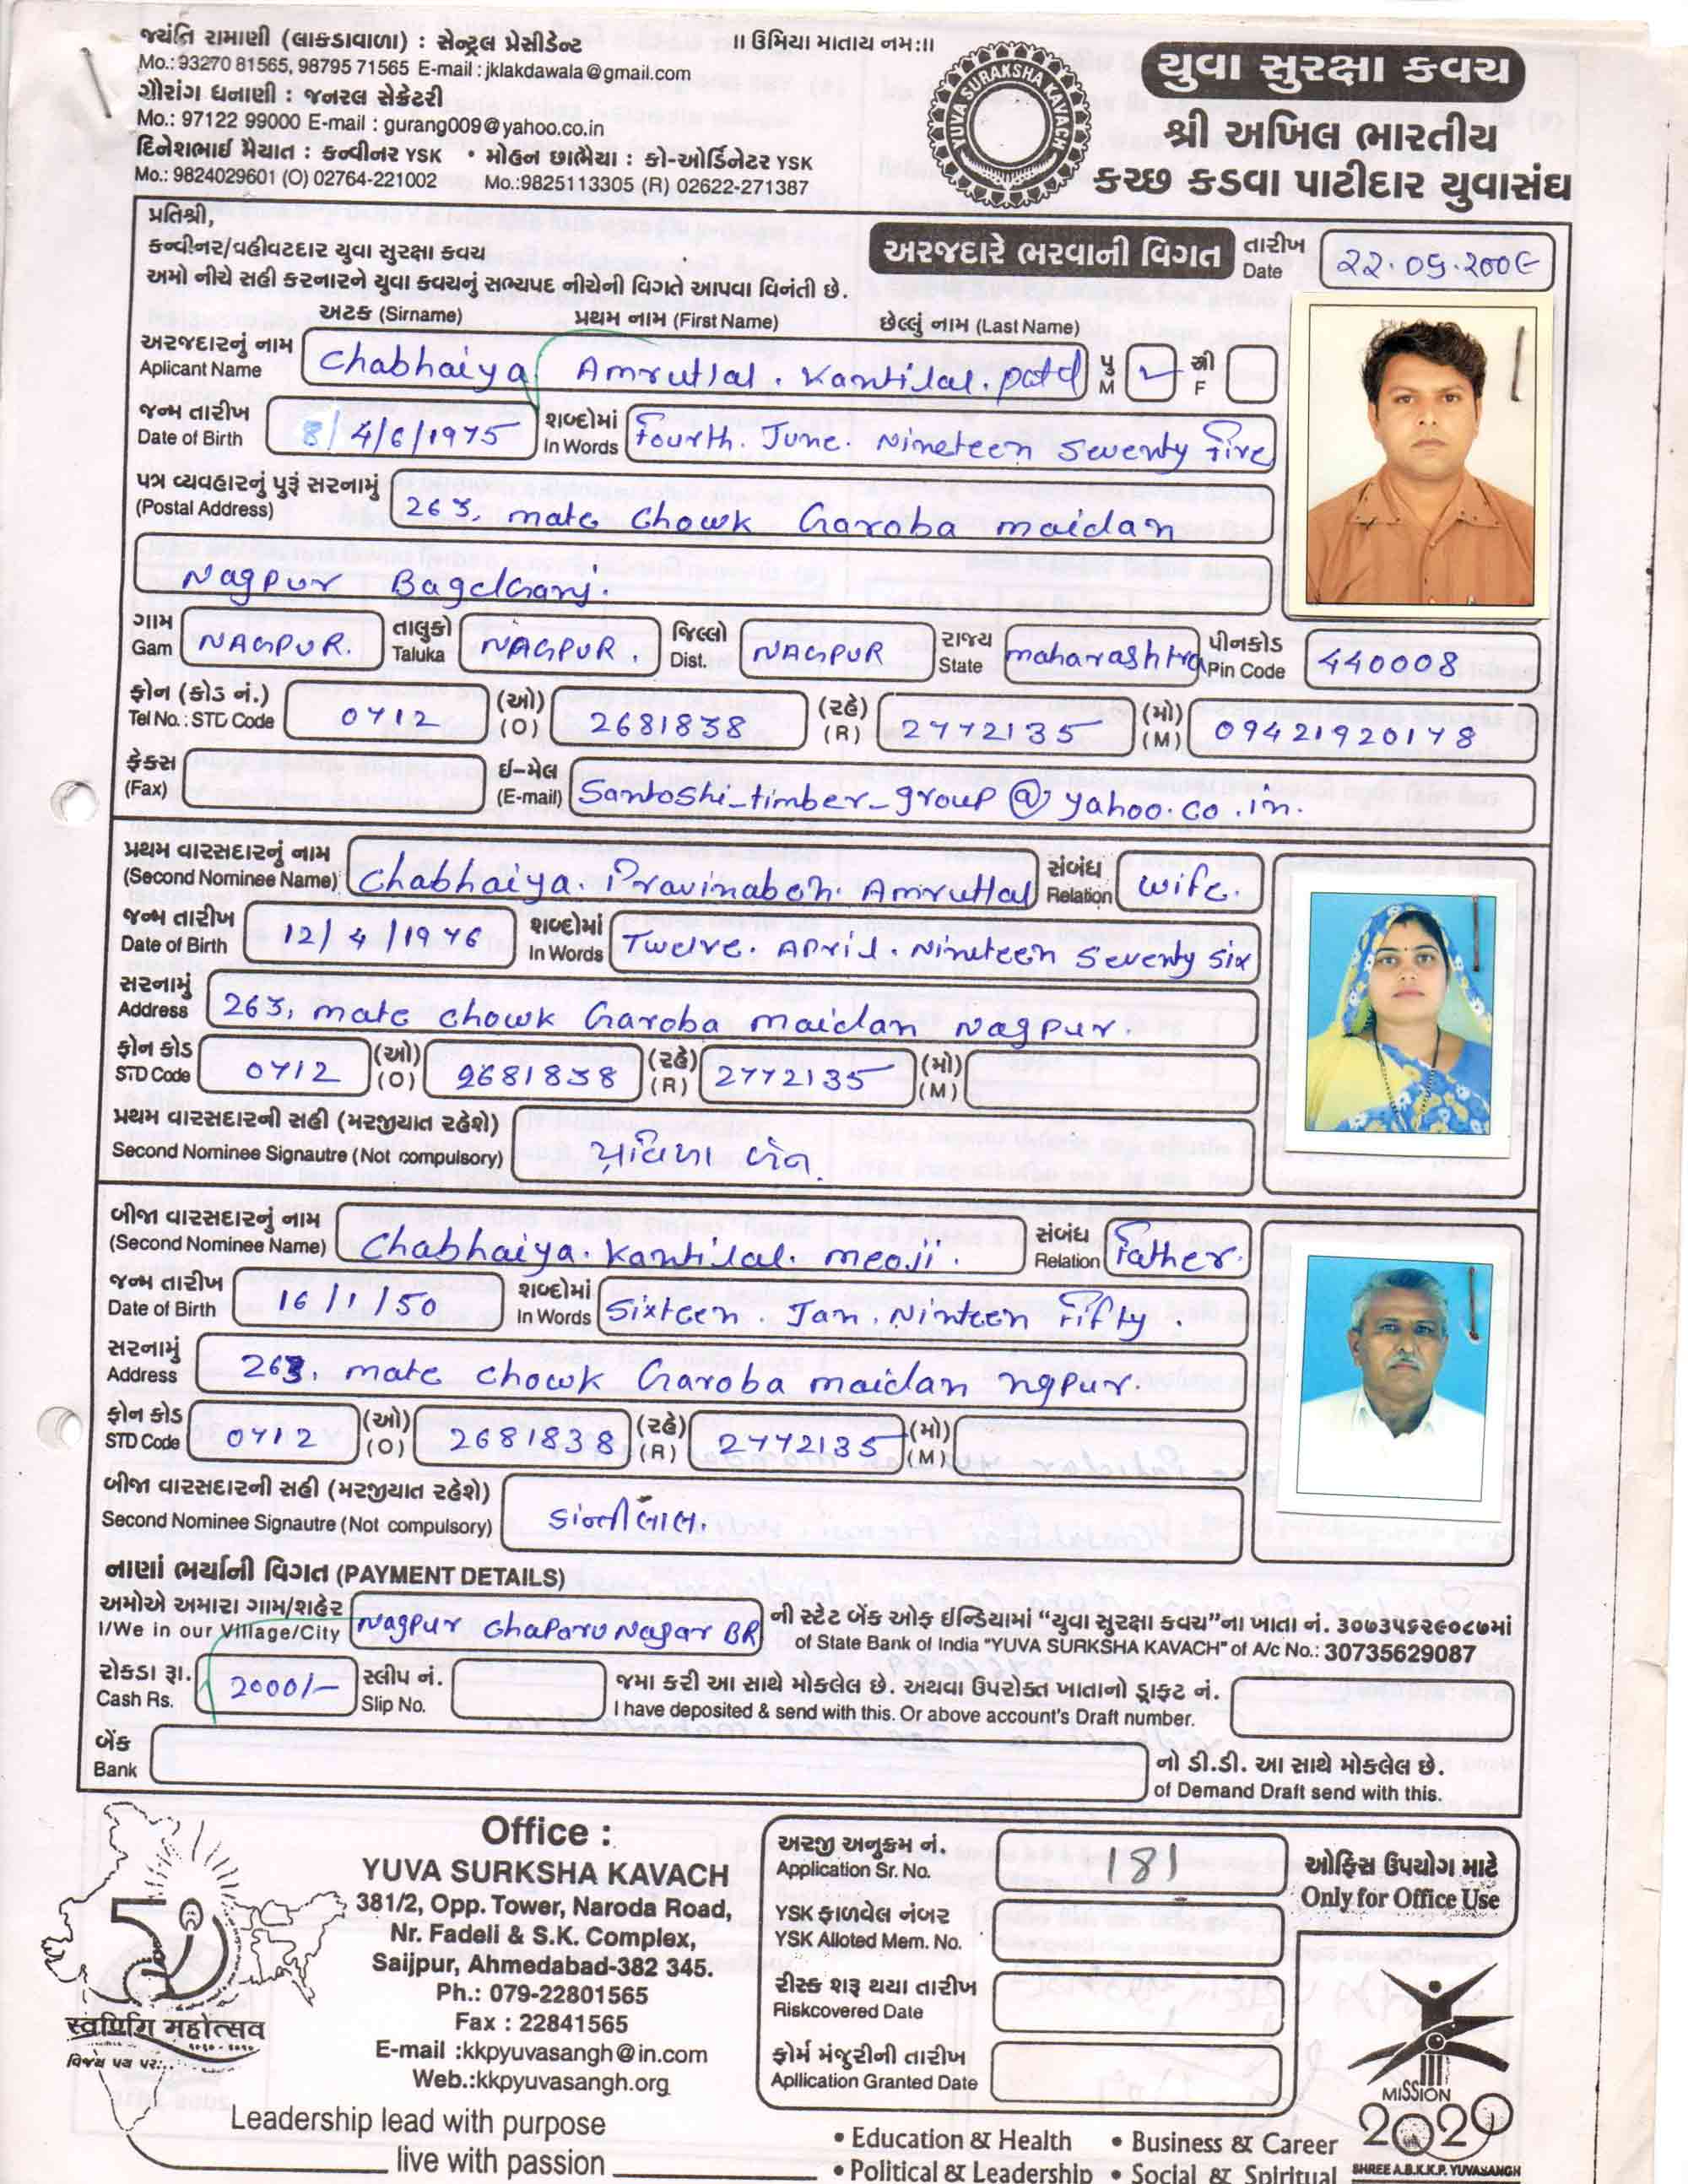 જયંતિ રામાણી (લાકડાવાળા) : સેન્ટ્રલ પ્રેસીડેન્ટ
Mo.: 93270 81565, 98795 71565 E-mail : jklakdawala@gmail.com
ગૌરાંગ ધનાણી : જનરલ સેક્રેટરી
Mo.: 97122 99000 E-mail : gurang009@yahoo.co.in
દિનેશભાઈ મૈયાત : કન્વીનર YSK • મોહન છાભૈયા : કો-ઓર્ડિનેટર YSK
Mo.: 9824029601 (O) 02764-221002 Mo.:9825113305 (R) 02622-271387
॥ ઉમિયા માતાય નમ:॥
YUVA SURAKSHA KAVACH
યુવા સુરક્ષા કવચ
શ્રી અખિલ ભારતીય
કચ્છ કડવા પાટીદાર યુવાસંઘ
પ્રતિશ્રી,
કન્વીનર/વહીવટદાર યુવા સુરક્ષા કવચ
અમો નીચે સહી કરનારને યુવા કવચનું સભ્યપદ નીચેની વિગતે આપવા વિનંતી છે.
અરજદારે ભરવાની વિગત તારીખ Date 22.05.200૯
અટક (Sirname) પ્રથમ નામ (First Name) છેલ્લું નામ (Last Name)
અરજદારનું નામ Aplicant Name Chabhaiya Amrutlal. Kantilal. patel પુ M ✓ સ્ત્રી F
જન્મ તારીખ Date of Birth 4/6/1975 શબ્દોમાં In Words Fourth. June. Nineteen Seventy Five
પત્ર વ્યવહારનું પુરૂં સરનામું (Postal Address) 263, mate Chowk Garoba maidan
Nagpur Bagadganj.
ગામ Gam NAGPUR. તાલુકો Taluka NAGPUR. જિલ્લો Dist. NAGPUR રાજ્ય State maharashtra પીનકોડ Pin Code 440008
ફોન (કોડ નં.) Tel No. : STD Code 0712 (ઓ) (O) 2681838 (રહે) (R) 2772135 (મો) (M) 09421920178
ફેકસ (Fax) ઈ-મેલ (E-mail) Santoshi_timber_group@yahoo.co.in.
પ્રથમ વારસદારનું નામ (Second Nominee Name) Chabhaiya. Pravinaben. Amrutlal સંબંધ Relation wife.
જન્મ તારીખ Date of Birth 12/4/1976 શબ્દોમાં In Words Twelve. April. Nineteen Seventy Six
સરનામું Address 263, mate chowk Garoba maidan Nagpur.
ફોન કોડ STD Code 0712 (ઓ) (O) 2681838 (રહે) (R) 2772135 (મો) (M)
પ્રથમ વારસદારની સહી (મરજીયાત રહેશે)
Second Nominee Signautre (Not compulsory)
બીજા વારસદારનું નામ (Second Nominee Name) Chabhaiya. Kantilal. meoji. સંબંધ Relation Father.
જન્મ તારીખ Date of Birth 16/1/50 શબ્દોમાં In Words Sixteen. Jan. Ninteen Fifty.
સરનામું Address 263, mate chowk Garoba maidan ngpur.
ફોન કોડ STD Code 0712 (ઓ) (O) 2681838 (રહે) (R) 2772135 (મો) (M)
બીજા વારસદારની સહી (મરજીયાત રહેશે)
Second Nominee Signautre (Not compulsory)
નાણાં ભર્યાની વિગત (PAYMENT DETAILS)
અમોએ અમારા ગામ/શહેર Nagpur Chaparu Nagar BR ની સ્ટેટ બેંક ઓફ ઈન્ડિયામાં “યુવા સુરક્ષા કવચ”ના ખાતા નં. ૩૦૭૩૫૬૨૯૦૮૭માં
I/We in our Village/City of State Bank of India "YUVA SURKSHA KAVACH" of A/c No.: 30735629087
રોકડા રૂા. 2000/- સ્લીપ નં. જમા કરી આ સાથે મોકલેલ છે. અથવા ઉપરોક્ત ખાતાનો ડ્રાફ્ટ નં.
Cash Rs. Slip No. I have deposited & send with this. Or above account's Draft number.
બેંક નો ડી.ડી. આ સાથે મોકલેલ છે.
Bank of Demand Draft send with this.
50
स्वर्णिम महोत्सव
વિજય પથ પર...
Office :
YUVA SURKSHA KAVACH
381/2, Opp. Tower, Naroda Road,
Nr. Fadeli & S.K. Complex,
Saijpur, Ahmedabad-382 345.
Ph.: 079-22801565
Fax : 22841565
E-mail :kkpyuvasangh@in.com
Web.:kkpyuvasangh.org
Leadership lead with purpose
live with passion
અરજી અનુક્રમ નં. 181
Application Sr. No.
YSK ફાળવેલ નંબર
YSK Alloted Mem. No.
રીસ્ક શરૂ થયા તારીખ
Riskcovered Date
ફોર્મ મંજુરીની તારીખ
Apllication Granted Date
ઓફિસ ઉપયોગ માટે
Only for Office Use
MISSION
2020
SHREE A.B.K.K.P. YUVASANGH
• Education & Health • Business & Career
• Political & Leadership • Social & Spiritual